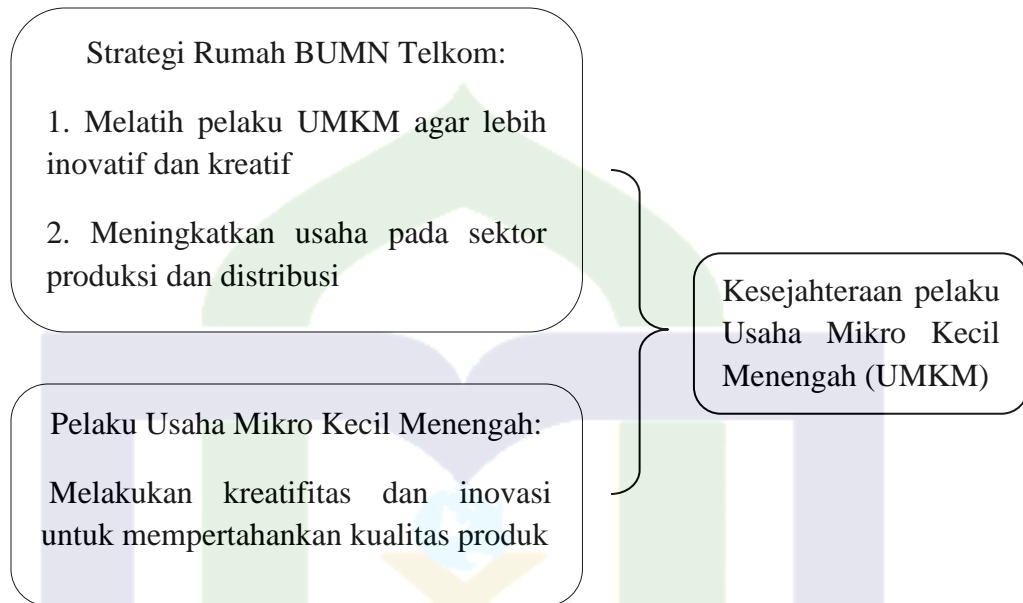 Strategi Rumah BUMN Telkom:
1. Melatih pelaku UMKM agar lebih
inovatif dan kreatif
2. Meningkatkan usaha pada sektor
produksi dan distribusi
Pelaku Usaha Mikro Kecil Menengah:
Melakukan kreatifitas dan inovasi
untuk mempertahankan kualitas produk
Kesejahteraan pelaku
Usaha Mikro Kecil
Menengah (UMKM)